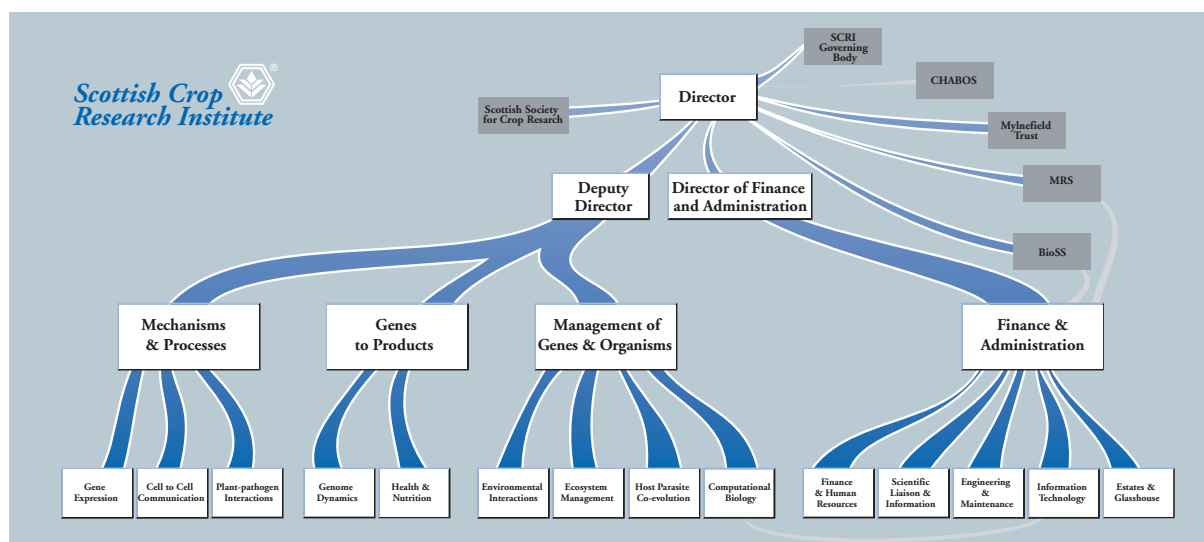 Scottish Crop
Research Institute
®
SCRI
Governing
Body
CHABOS
Director
Scottish Society
for Crop Resarch
Mylnefield
Trust
MRS
Deputy
Director
Director of Finance
and Administration
BioSS
Mechanisms
& Processes
Genes
to Products
Management of
Genes & Organisms
Finance &
Administration
Gene
Expression
Cell to Cell
Communication
Plant-pathogen
Interactions
Genome
Dynamics
Health &
Nutrition
Environmental
Interactions
Ecosystem
Management
Host Parasite
Co-evolution
Computational
Biology
Finance
& Human
Resources
Scientific
Liaison &
Information
Engineering
&
Maintenance
Information
Technology
Estates &
Glasshouse